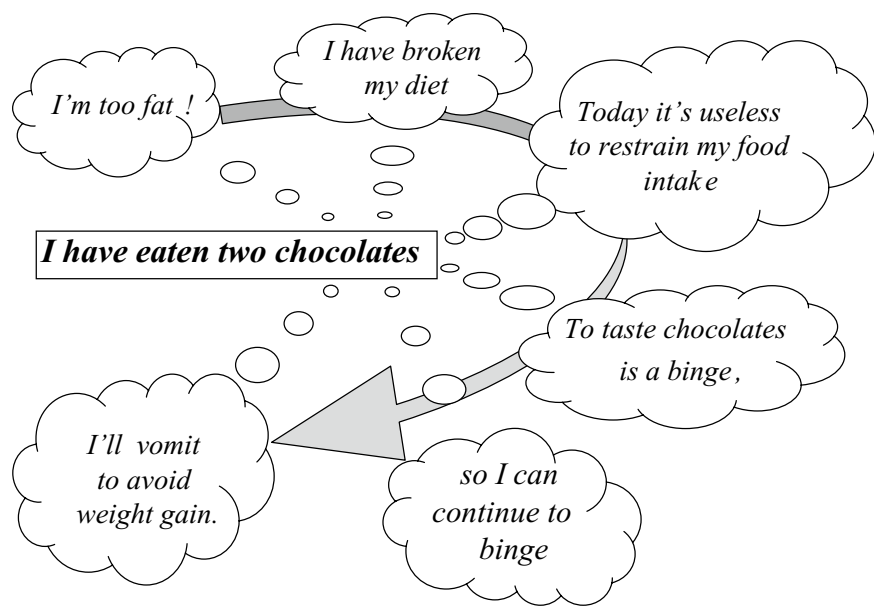 I'm too fat !
I have broken
my diet
Today it's useless
to restrain my food
intake
I have eaten two chocolates
To taste chocolates
is a binge,
so I can
continue to
binge
I'll vomit
to avoid
weight gain.